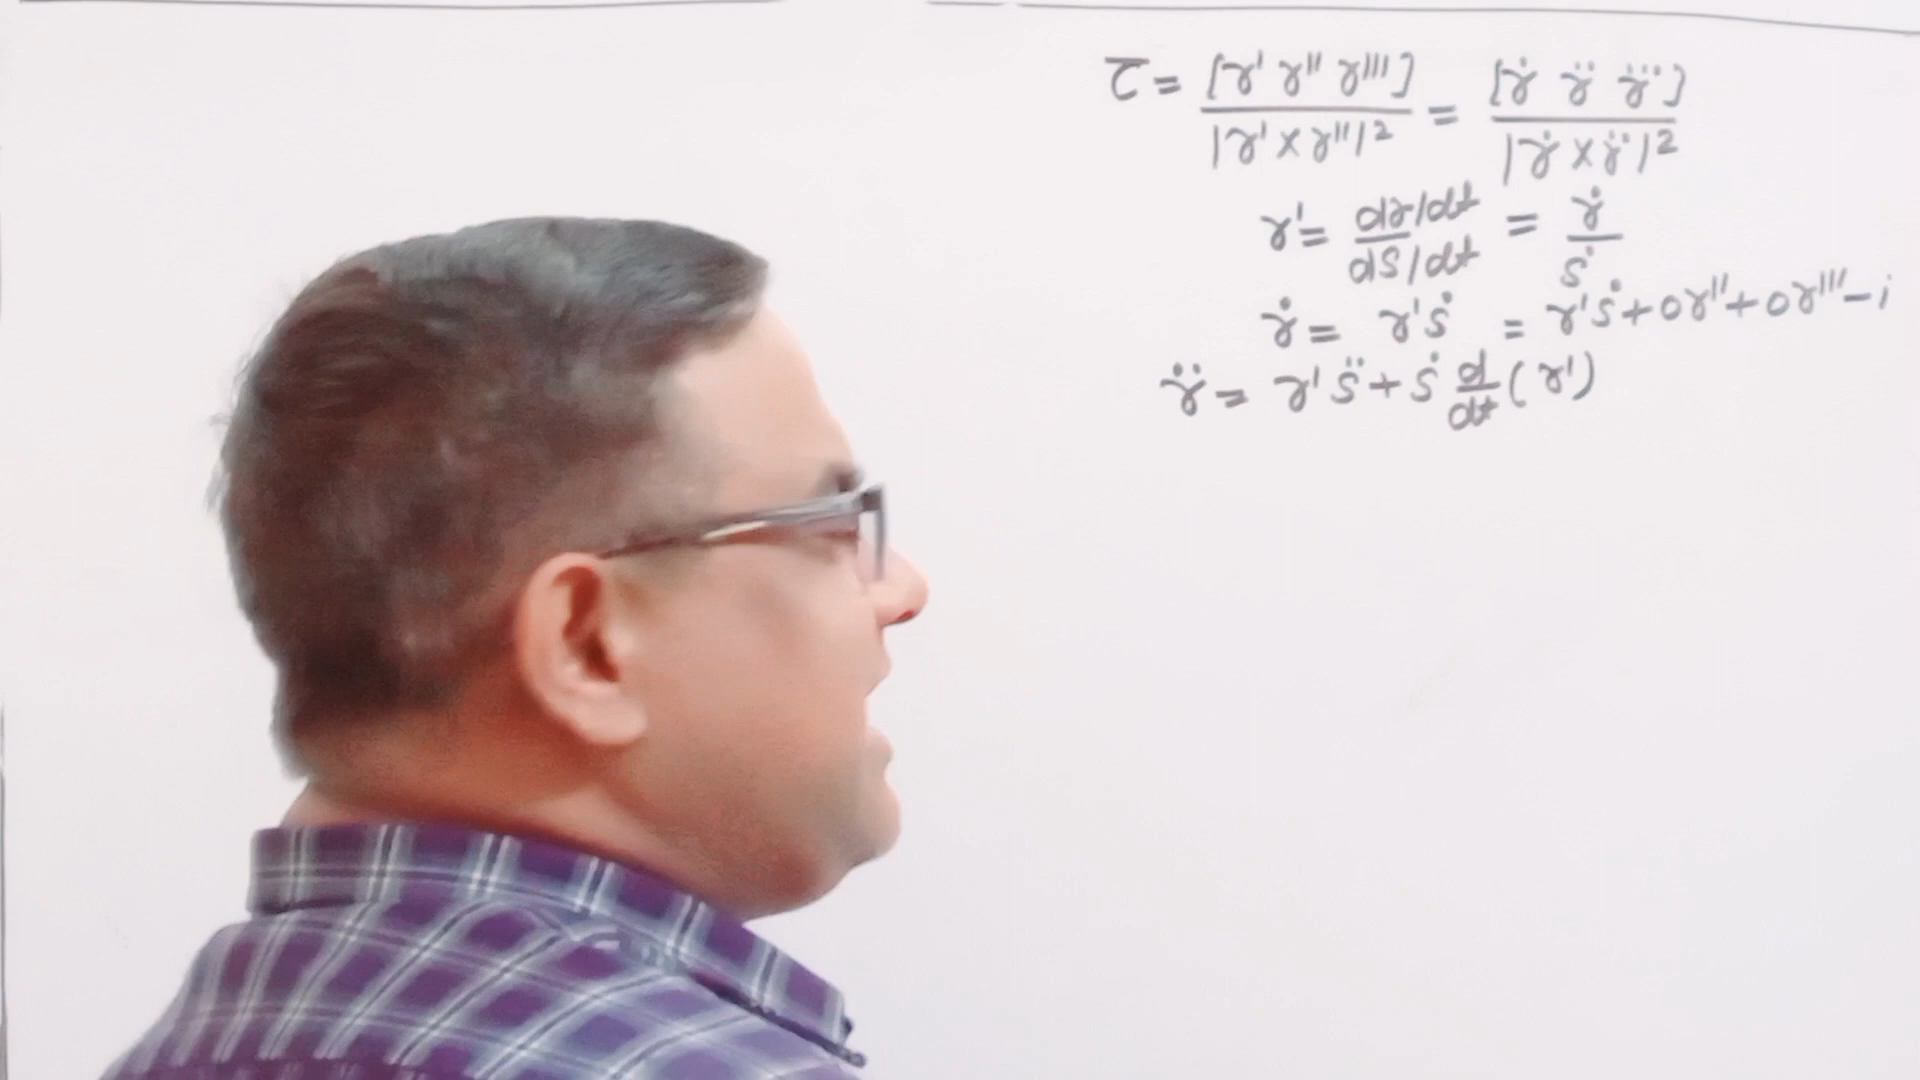 τ = [r' r'' r''']/|r' × r''|² = [ṙ r̈ r⃛]/|ṙ × r̈|²
r' = (dr/dt)/(ds/dt) = ṙ/ṡ
ṙ = r'ṡ = r'ṡ + 0r'' + 0r''' – i
r̈ = r's̈ + ṡ d/dt (r')